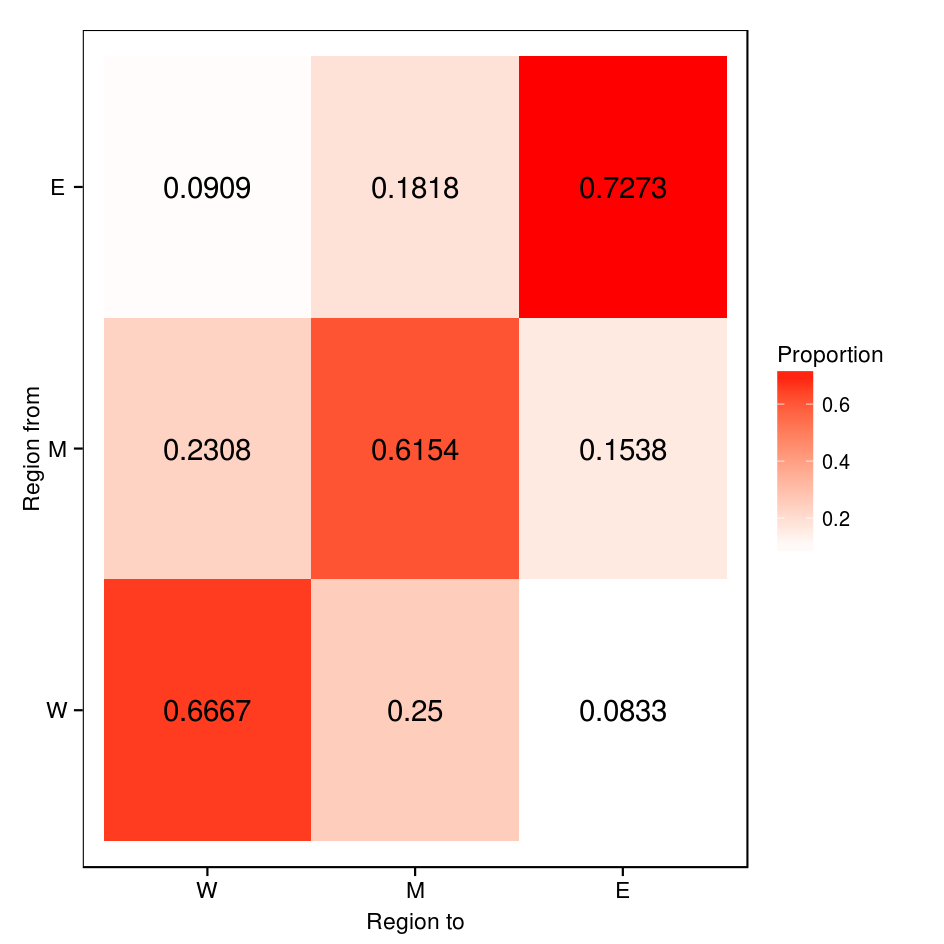 E 0.0909 0.1818 0.7273
Proportion
0.6
0.4
0.2
Region from
M 0.2308 0.6154 0.1538
W 0.6667 0.25 0.0833
W M E
Region to